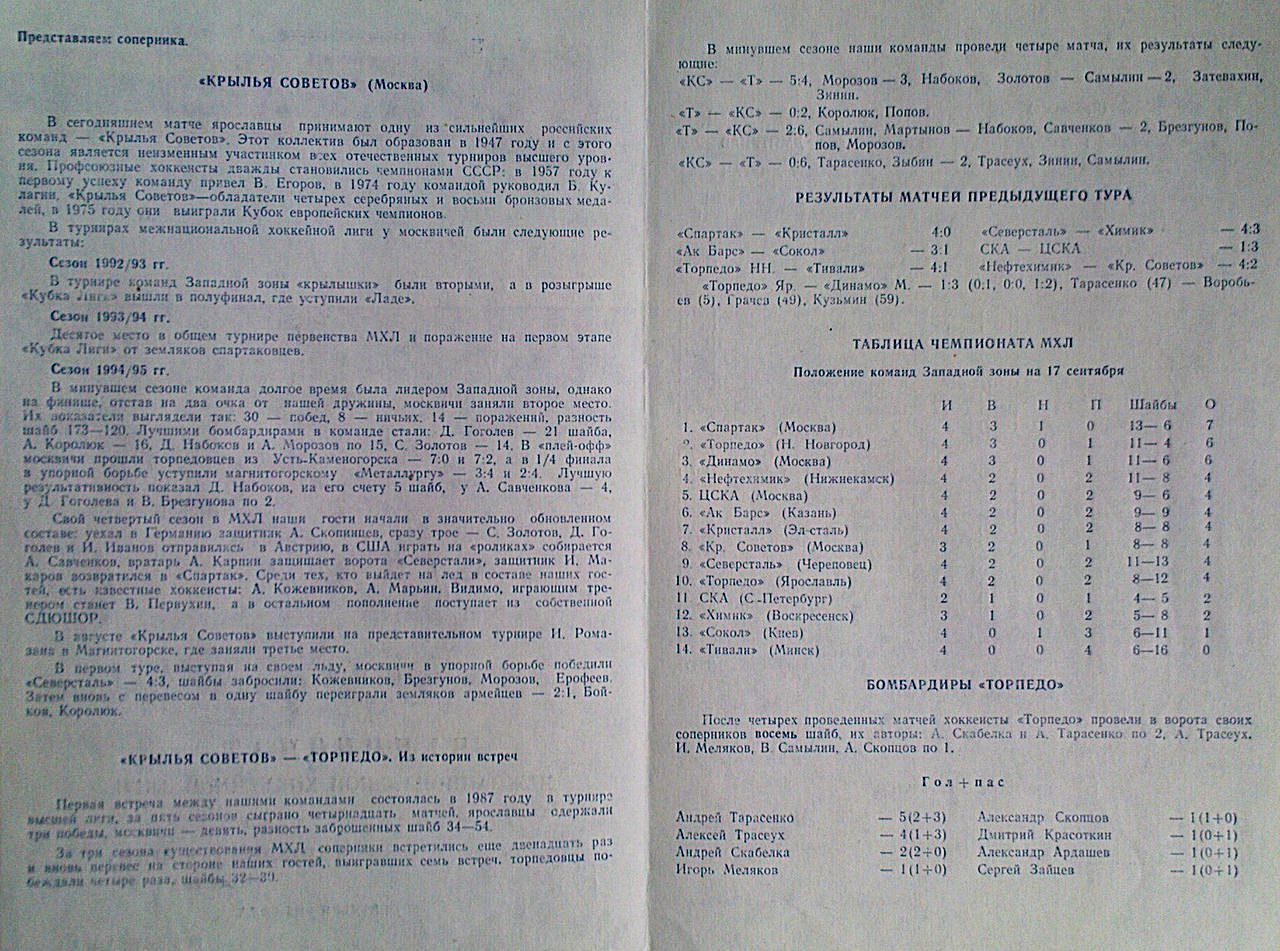 Представляем соперника.
«КРЫЛЬЯ СОВЕТОВ» (Москва)
В сегодняшнем матче ярославцы принимают одну из сильнейших российских
команд — «Крылья Советов». Этот коллектив был образован в 1947 году и с этого
сезона является неизменным участником всех отечественных турниров высшего уров-
ня. Профсоюзные хоккеисты дважды становились чемпионами СССР: в 1957 году к
первому успеху команду привел В. Егоров, в 1974 году командой руководил Б. Ку-
лагин. «Крылья Советов»—обладатели четырех серебряных и восьми бронзовых меда-
лей, в 1975 году они выиграли Кубок европейских чемпионов.
В турнирах межнациональной хоккейной лиги у москвичей были следующие ре-
зультаты:
Сезон 1992/93 гг.
В турнире команд Западной зоны «крылышки» были вторыми, а в розыгрыше
«Кубка Лиги» вышли в полуфинал, где уступили «Ладе».
Сезон 1993/94 гг.
Десятое место в общем турнире первенства МХЛ и поражение на первом этапе
«Кубка Лиги» от земляков спартаковцев.
Сезон 1994/95 гг.
В минувшем сезоне команда долгое время была лидером Западной зоны, однако
на финише, отстав на два очка от нашей дружины, москвичи заняли второе место.
Их показатели выглядели так: 30 — побед, 8 — ничьих, 14 — поражений, разность
шайб 173—120. Лучшими бомбардирами в команде стали: Д. Гоголев — 21 шайба,
А. Королюк — 16, Д. Набоков и А. Морозов по 15, С. Золотов — 14. В «плей-офф»
москвичи прошли торпедовцев из Усть-Каменогорска — 7:0 и 7:2, а в 1/4 финала
в упорной борьбе уступили магнитогорскому «Металлургу» — 3:4 и 2:4. Лучшую
результативность показал Д. Набоков, на его счету 5 шайб, у А. Савченкова — 4,
у Д. Гоголева и В. Брезгунова по 2.
Свой четвертый сезон в МХЛ наши гости начали в значительно обновленном
составе: уехал в Германию защитник А. Скопинцев, сразу трое — С. Золотов, Д. Го-
голев и И. Иванов отправились в Австрию, в США играть на «роликах» собирается
А. Савченков, вратарь А. Карпин защищает ворота «Северстали», защитник И. Ма-
каров возвратился в «Спартак». Среди тех, кто выйдет на лед в составе наших гос-
тей, есть известные хоккеисты: А. Кожевников, А. Марьин. Видимо, играющим тре-
нером станет В. Первухин, а в остальном пополнение поступает из собственной
СДЮШОР.
В августе «Крылья Советов» выступили на представительном турнире И. Рома-
зана в Магнитогорске, где заняли третье место.
В первом туре, выступая на своем льду, москвичи в упорной борьбе победили
«Северсталь» — 4:3, шайбы забросили: Кожевников, Брезгунов, Морозов, Ерофеев.
Затем вновь с перевесом в одну шайбу переиграли земляков армейцев — 2:1, Бой-
ков, Королюк.
«КРЫЛЬЯ СОВЕТОВ» — «ТОРПЕДО». Из истории встреч
Первая встреча между нашими командами состоялась в 1987 году в турнире
высшей лиги, за пять сезонов сыграно четырнадцать матчей, ярославцы одержали
три победы, москвичи — девять, разность заброшенных шайб 34—54.
За три сезона существования МХЛ соперники встретились еще двенадцать раз
и вновь перевес на стороне наших гостей, выигравших семь встреч, торпедовцы по-
беждали четыре раза, шайбы 32—39.
В минувшем сезоне наши команды провели четыре матча, их результаты следу-
ющие:
«КС» — «Т» — 5:4, Морозов — 3, Набоков, Золотов — Самылин — 2, Затевахин,
Зинин.
«Т» — «КС» — 0:2, Королюк, Попов.
«Т» — «КС» — 2:6, Самылин, Мартынов — Набоков, Савченков — 2, Брезгунов, По-
пов, Морозов.
«КС» — «Т» — 0:6, Тарасенко, Зыбин — 2, Трасеух, Зинин, Самылин.
РЕЗУЛЬТАТЫ МАТЧЕЙ ПРЕДЫДУЩЕГО ТУРА
«Спартак» — «Кристалл» 4:0 «Северсталь» — «Химик» — 4:3
«Ак Барс» — «Сокол» — 3:1 СКА — ЦСКА — 1:3
«Торпедо» НН. — «Тивали» — 4:1 «Нефтехимик» — «Кр. Советов» — 4:2
«Торпедо» Яр. — «Динамо» М. — 1:3 (0:1, 0:0, 1:2), Тарасенко (47) — Воробь-
ев (5), Грачев (49), Кузьмин (59).
ТАБЛИЦА ЧЕМПИОНАТА МХЛ
Положение команд Западной зоны на 17 сентября
И В Н П Шайбы О
1. «Спартак» (Москва) 4 3 1 0 13— 6 7
2. «Торпедо» (Н. Новгород) 4 3 0 1 11— 4 6
3. «Динамо» (Москва) 4 3 0 1 11— 6 6
4. «Нефтехимик» (Нижнекамск) 4 2 0 2 11— 8 4
5. ЦСКА (Москва) 4 2 0 2 9— 6 4
6. «Ак Барс» (Казань) 4 2 0 2 9— 9 4
7. «Кристалл» (Эл-сталь) 4 2 0 2 8— 8 4
8. «Кр. Советов» (Москва) 3 2 0 1 8— 8 4
9. «Северсталь» (Череповец) 4 2 0 2 11—13 4
10. «Торпедо» (Ярославль) 4 2 0 2 8—12 4
11. СКА (С-Петербург) 2 1 0 1 4— 5 2
12. «Химик» (Воскресенск) 3 1 0 2 5— 8 2
13. «Сокол» (Киев) 4 0 1 3 6—11 1
14. «Тивали» (Минск) 4 0 0 4 6—16 0
БОМБАРДИРЫ «ТОРПЕДО»
После четырех проведенных матчей хоккеисты «Торпедо» провели в ворота своих
соперников восемь шайб, их авторы: А. Скабелка и А. Тарасенко по 2, А. Трасеух,
И. Меляков, В. Самылин, А. Скопцов по 1.
Гол + пас
Андрей Тарасенко — 5(2+3) Александр Скопцов — 1(1+0)
Алексей Трасеух — 4(1+3) Дмитрий Красоткин — 1(0+1)
Андрей Скабелка — 2(2+0) Александр Ардашев — 1(0+1)
Игорь Меляков — 1(1+0) Сергей Зайцев — 1(0+1)